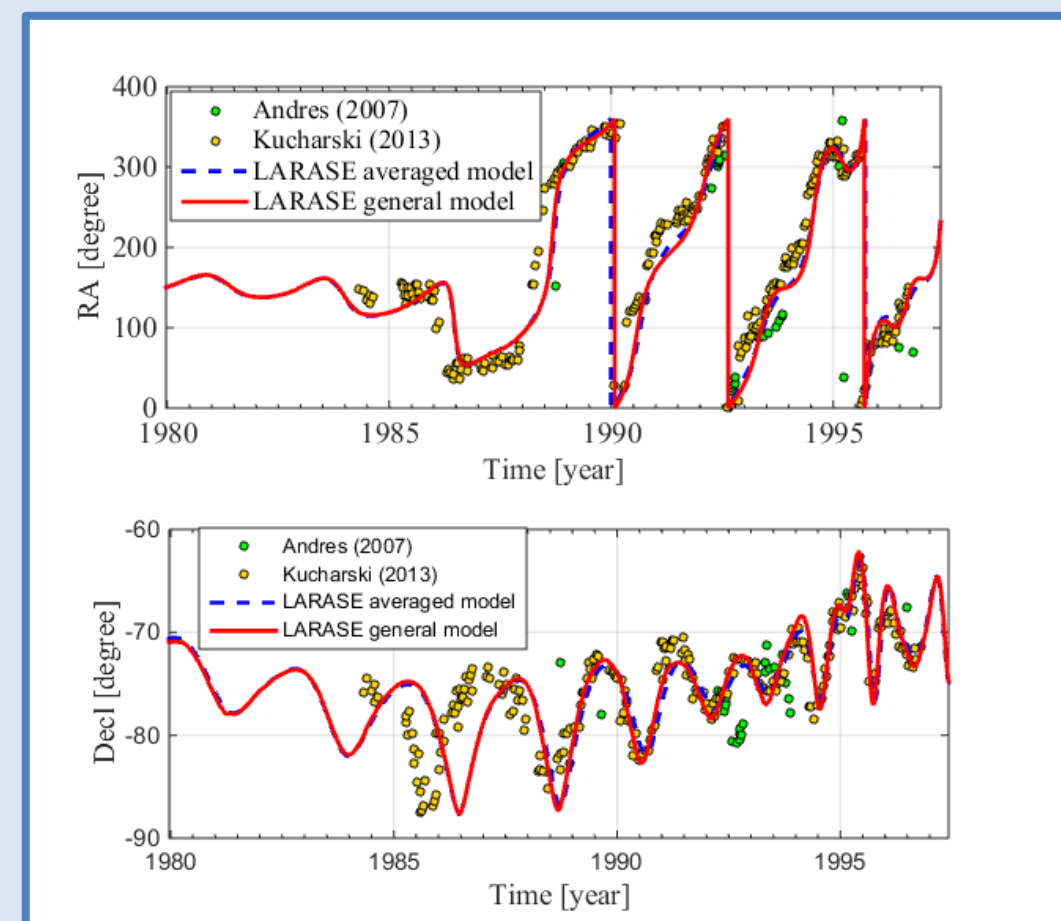 400
300
200
100
0
RA [degree]
Andres (2007)
Kucharski (2013)
LARASE averaged model
LARASE general model
1980
1985
1990
1995
Time [year]
-60
-70
-80
-90
Decl [degree]
Andres (2007)
Kucharski (2013)
LARASE averaged model
LARASE general model
1980
1985
1990
1995
Time [year]